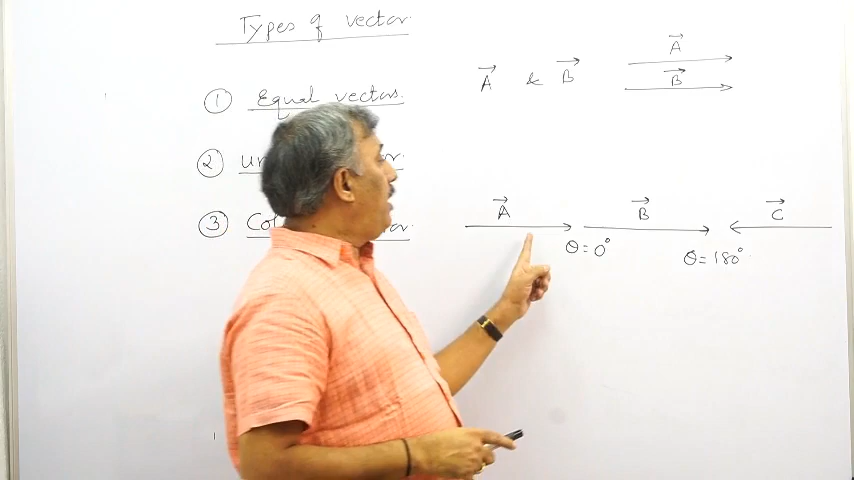 Types of vector.
A⃗ & B⃗
A⃗
B⃗
① Equal vectors.
②
③
A⃗ B⃗ C⃗
θ = 0° θ = 180°